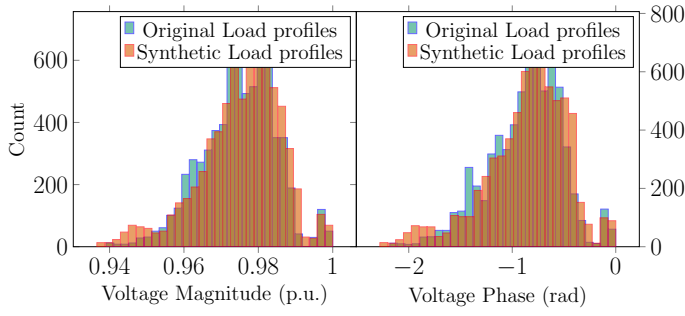 Original Load profiles
Synthetic Load profiles
Original Load profiles
Synthetic Load profiles
Count
0
200
400
600
0.94
0.96
0.98
1
Voltage Magnitude (p.u.)
0
200
400
600
800
−2
−1
0
Voltage Phase (rad)